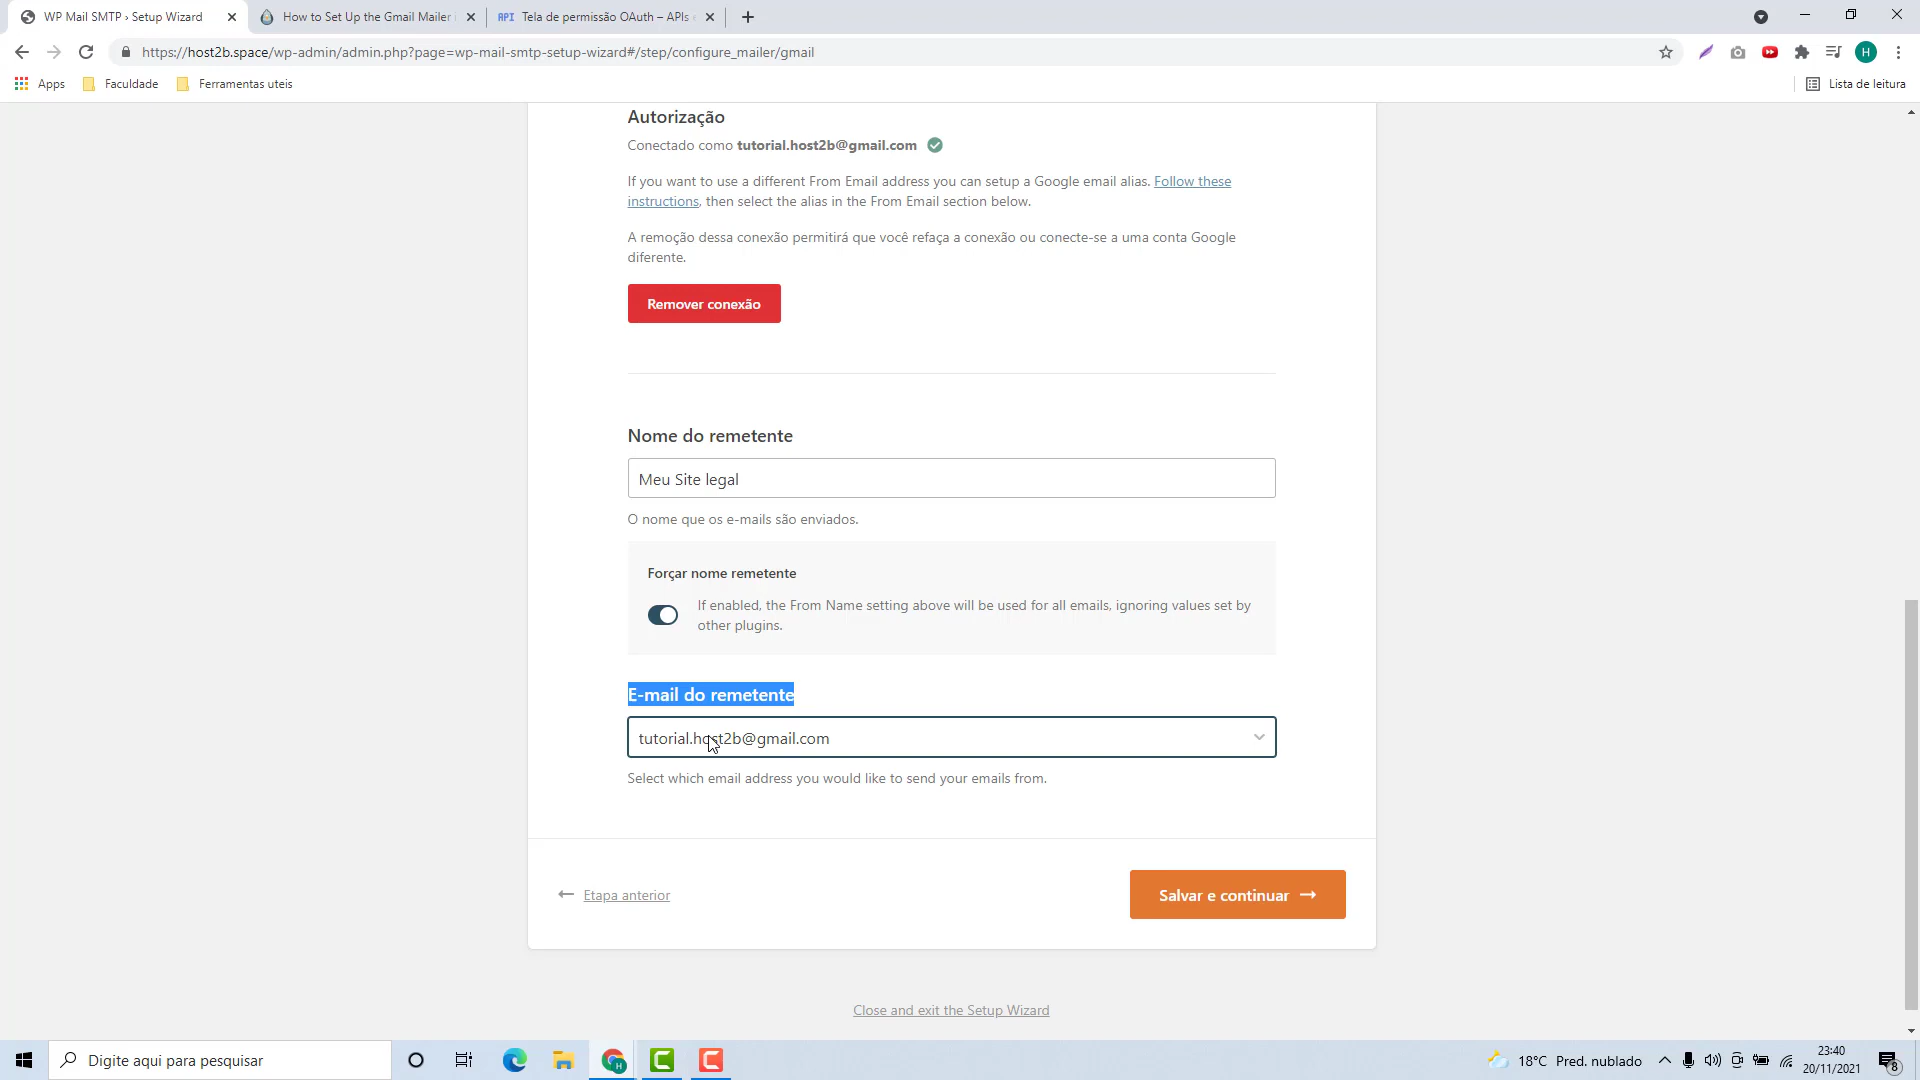 WP Mail SMTP › Setup Wizard
How to Set Up the Gmail Mailer
API Tela de permissão OAuth – APIs e
https://host2b.space/wp-admin/admin.php?page=wp-mail-smtp-setup-wizard#/step/configure_mailer/gmail
H
Apps Faculdade Ferramentas uteis Lista de leitura
Autorização
Conectado como tutorial.host2b@gmail.com
If you want to use a different From Email address you can setup a Google email alias. Follow these
instructions, then select the alias in the From Email section below.
A remoção dessa conexão permitirá que você refaça a conexão ou conecte-se a uma conta Google
diferente.
Remover conexão
Nome do remetente
Meu Site legal
O nome que os e-mails são enviados.
Forçar nome remetente
If enabled, the From Name setting above will be used for all emails, ignoring values set by
other plugins.
E-mail do remetente
tutorial.host2b@gmail.com
Select which email address you would like to send your emails from.
← Etapa anterior
Salvar e continuar →
Close and exit the Setup Wizard
Digite aqui para pesquisar
18°C Pred. nublado
23:40
20/11/2021
8